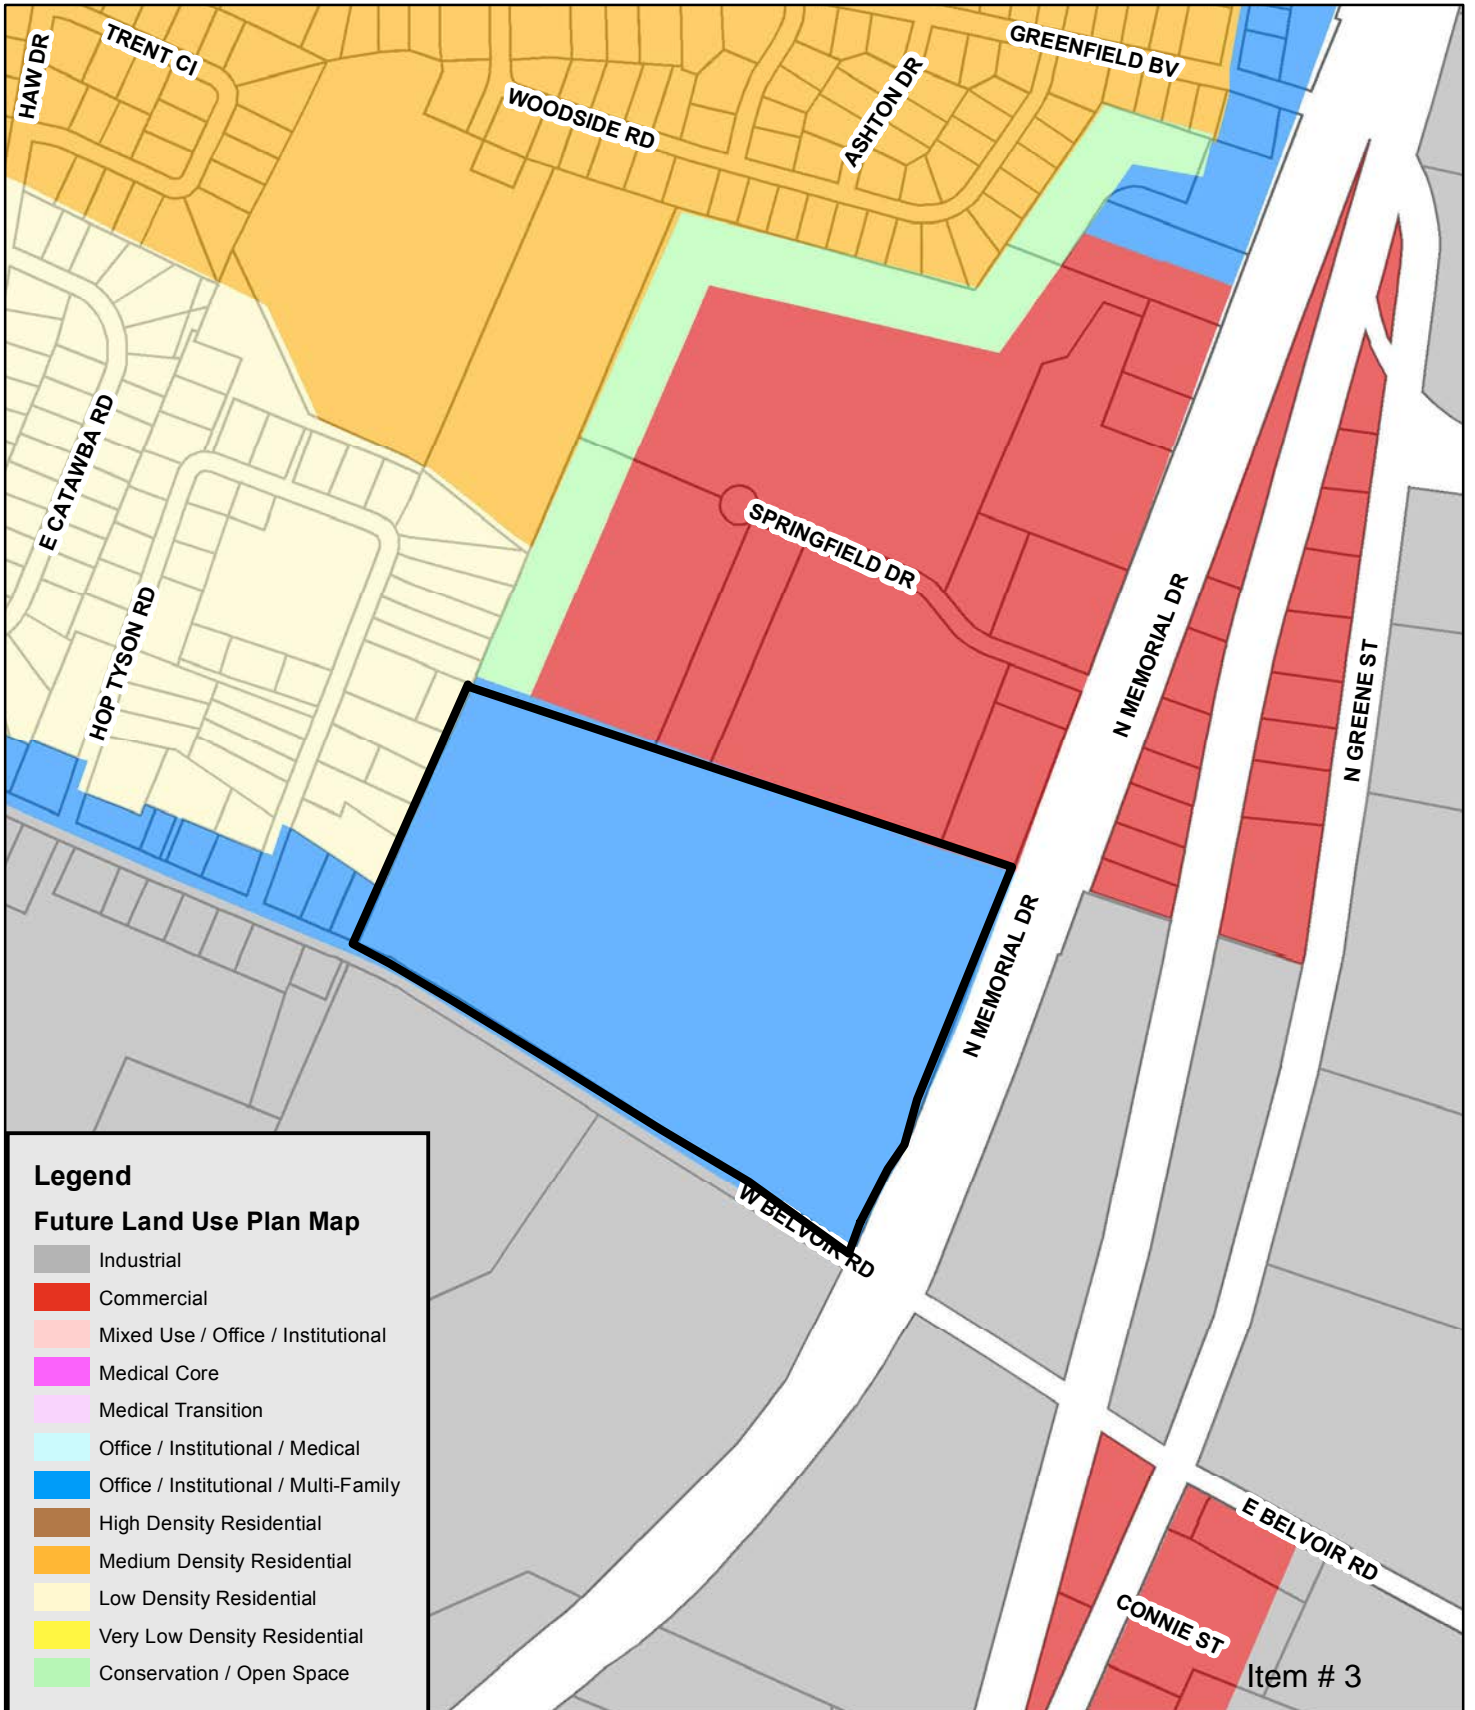 HAW DR
TRENT CI
GREENFIELD BV
WOODSIDE RD
ASHTON DR
E CATAWBA RD
SPRINGFIELD DR
HOP TYSON RD
N MEMORIAL DR
N GREENE ST
N MEMORIAL DR
W BELVOIR RD
E BELVOIR RD
CONNIE ST
Legend
Future Land Use Plan Map
Industrial
Commercial
Mixed Use / Office / Institutional
Medical Core
Medical Transition
Office / Institutional / Medical
Office / Institutional / Multi-Family
High Density Residential
Medium Density Residential
Low Density Residential
Very Low Density Residential
Conservation / Open Space
Item # 3